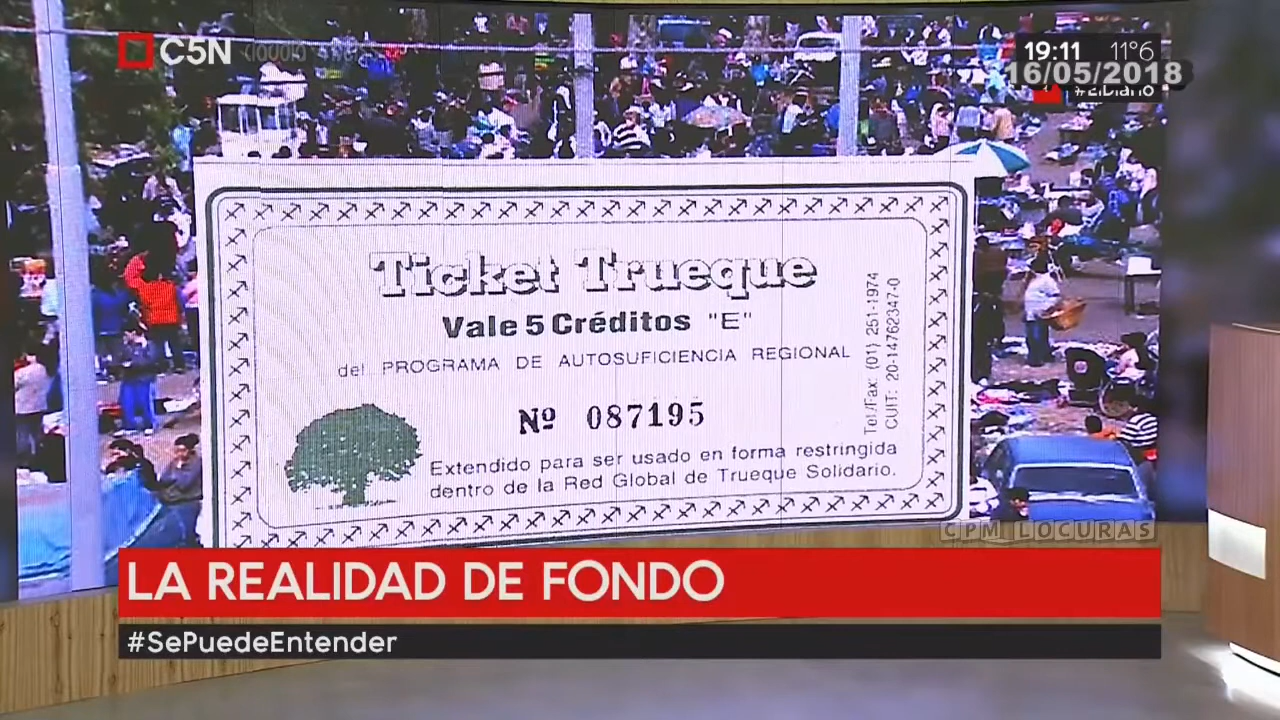 C5N
19:11 11°6
16/05/2018
#ElDiario
Ticket Trueque
Vale 5 Créditos "E"
del PROGRAMA DE AUTOSUFICIENCIA REGIONAL
Nº 087195
Extendido para ser usado en forma restringida
dentro de la Red Global de Trueque Solidario.
Tel/Fax: (01) 251-1974
CUIT: 20-14762347-0
CPM LOCURAS
LA REALIDAD DE FONDO
#SePuedeEntender